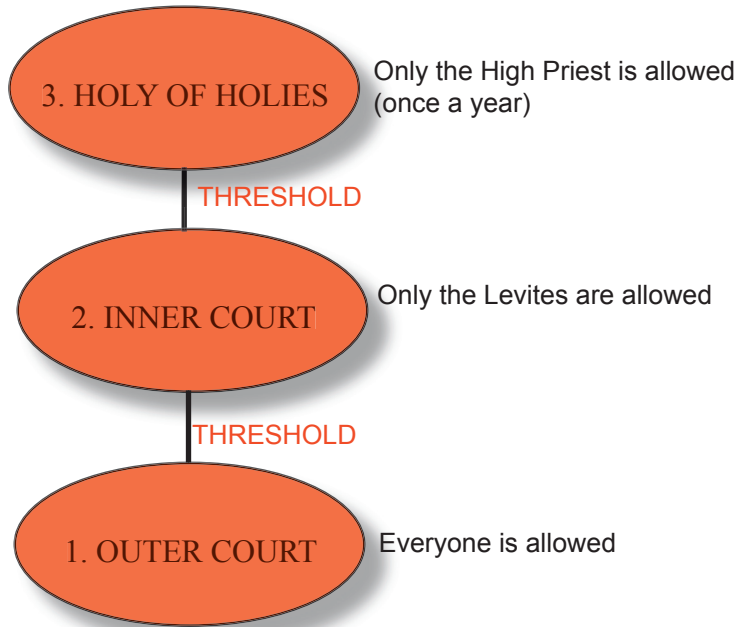 3. HOLY OF HOLIES
Only the High Priest is allowed
(once a year)
THRESHOLD
2. INNER COURT
Only the Levites are allowed
THRESHOLD
1. OUTER COURT
Everyone is allowed